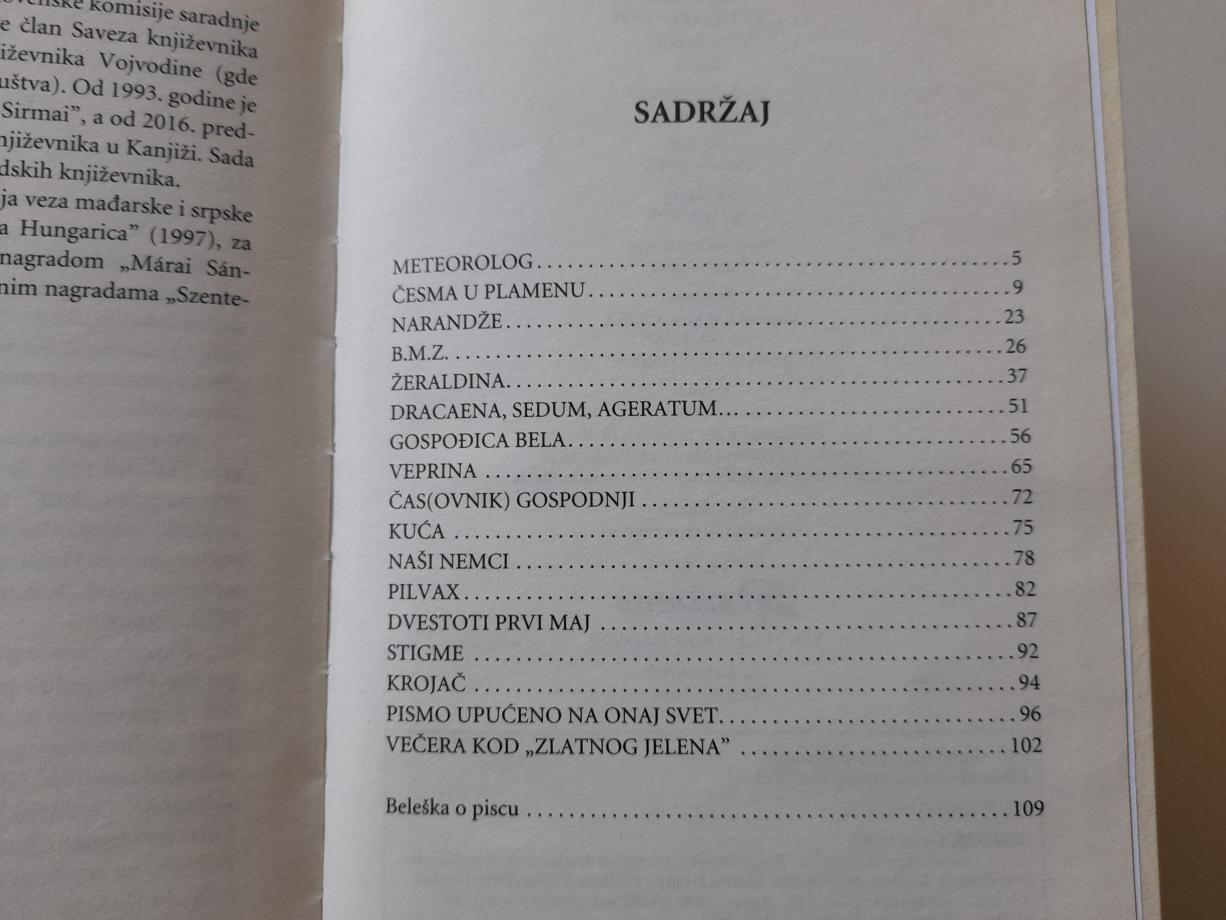 komisije saradnje
e član Saveza književnika
Vojvodine (gde
Od 1993. godine je
Sirmai”, a od 2016. pred-
u Kanjiži. Sada
književnika.
ja veza mađarske i srpske
a Hungarica” (1997), za
nagradom „Márai Sán-
nim nagradama „Szente-
SADRŽAJ
METEOROLOG 5
ČESMA U PLAMENU 9
NARANDŽE 23
B.M.Z. 26
ŽERALDINA 37
DRACAENA, SEDUM, AGERATUM... 51
GOSPOĐICA BELA 56
VEPRINA 65
ČAS(OVNIK) GOSPODNJI 72
KUĆA 75
NAŠI NEMCI 78
PILVAX 82
DVESTOTI PRVI MAJ 87
STIGME 92
KROJAČ 94
PISMO UPUĆENO NA ONAJ SVET 96
VEČERA KOD „ZLATNOG JELENA” 102
Beleška o piscu 109